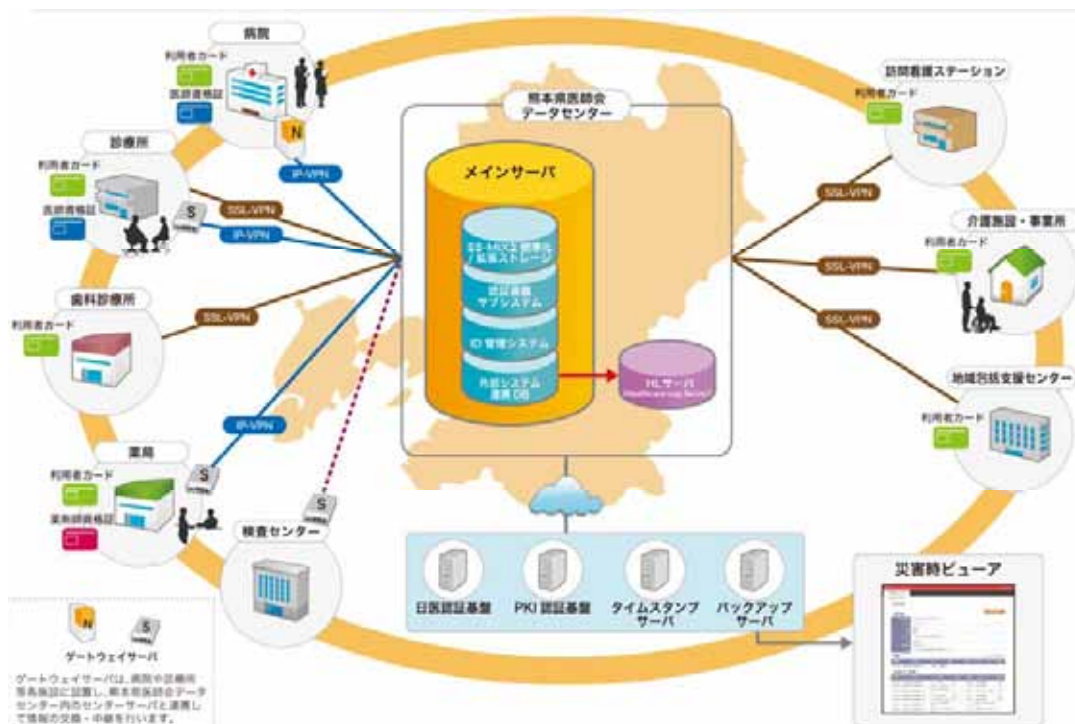 病院
利用者カード
医師資格証
N
IP-VPN
診療所
利用者カード
医師資格証
S
SSL-VPN
IP-VPN
歯科診療所
利用者カード
SSL-VPN
薬局
利用者カード
薬剤師資格証
S
IP-VPN
検査センター
S
熊本県医師会
データセンター
メインサーバ
SS-MIX2 標準化
/ 拡張ストレージ
認証基盤
サブシステム
ID 管理システム
外部システム
連携 DB
HLサーバ
訪問看護ステーション
利用者カード
SSL-VPN
介護施設・事業所
利用者カード
SSL-VPN
地域包括支援センター
利用者カード
SSL-VPN
日医認証基盤
PKI 認証基盤
タイムスタンプ
サーバ
バックアップ
サーバ
災害時ビューア
N
S
ゲートウェイサーバ
ゲートウェイサーバは、病院や診療所
等各施設に設置し、熊本県医師会データ
センター内のセンターサーバと連携し
て情報の交換・中継を行います。